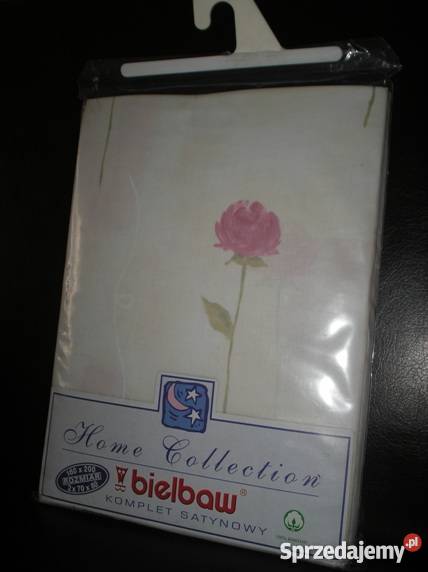 Home Collection
160 x 200
ROZMIAR
2 x 70 x 80
bielbaw®
KOMPLET SATYNOWY
Sprzedajemy.pl